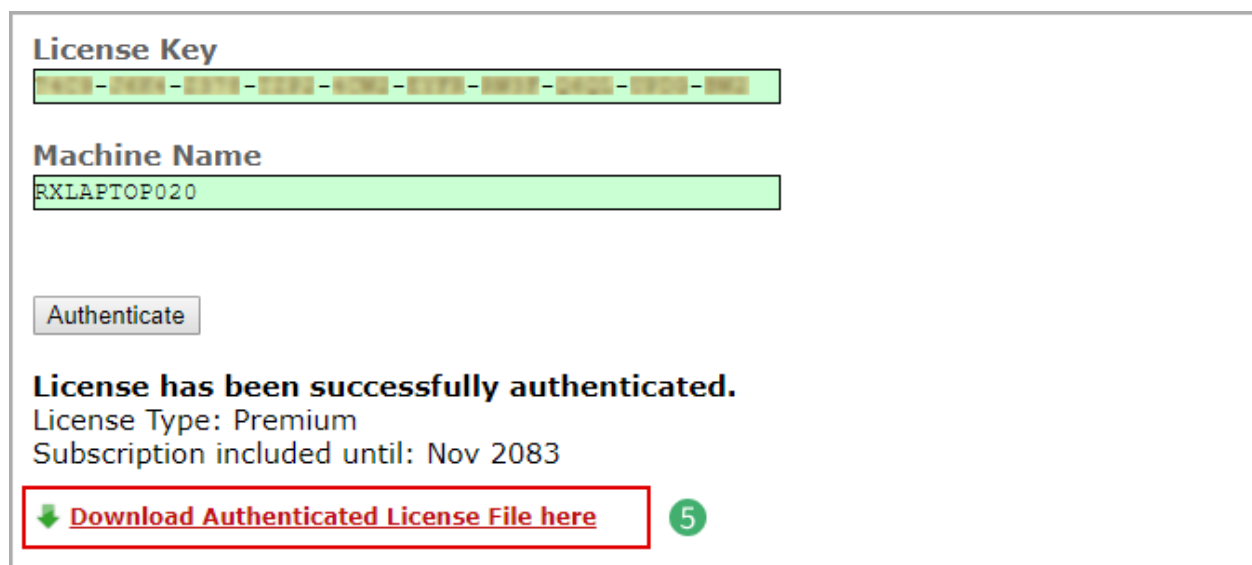 License Key
Machine Name
RXLAPTOP020
Authenticate
License has been successfully authenticated.
License Type: Premium
Subscription included until: Nov 2083
Download Authenticated License File here
5